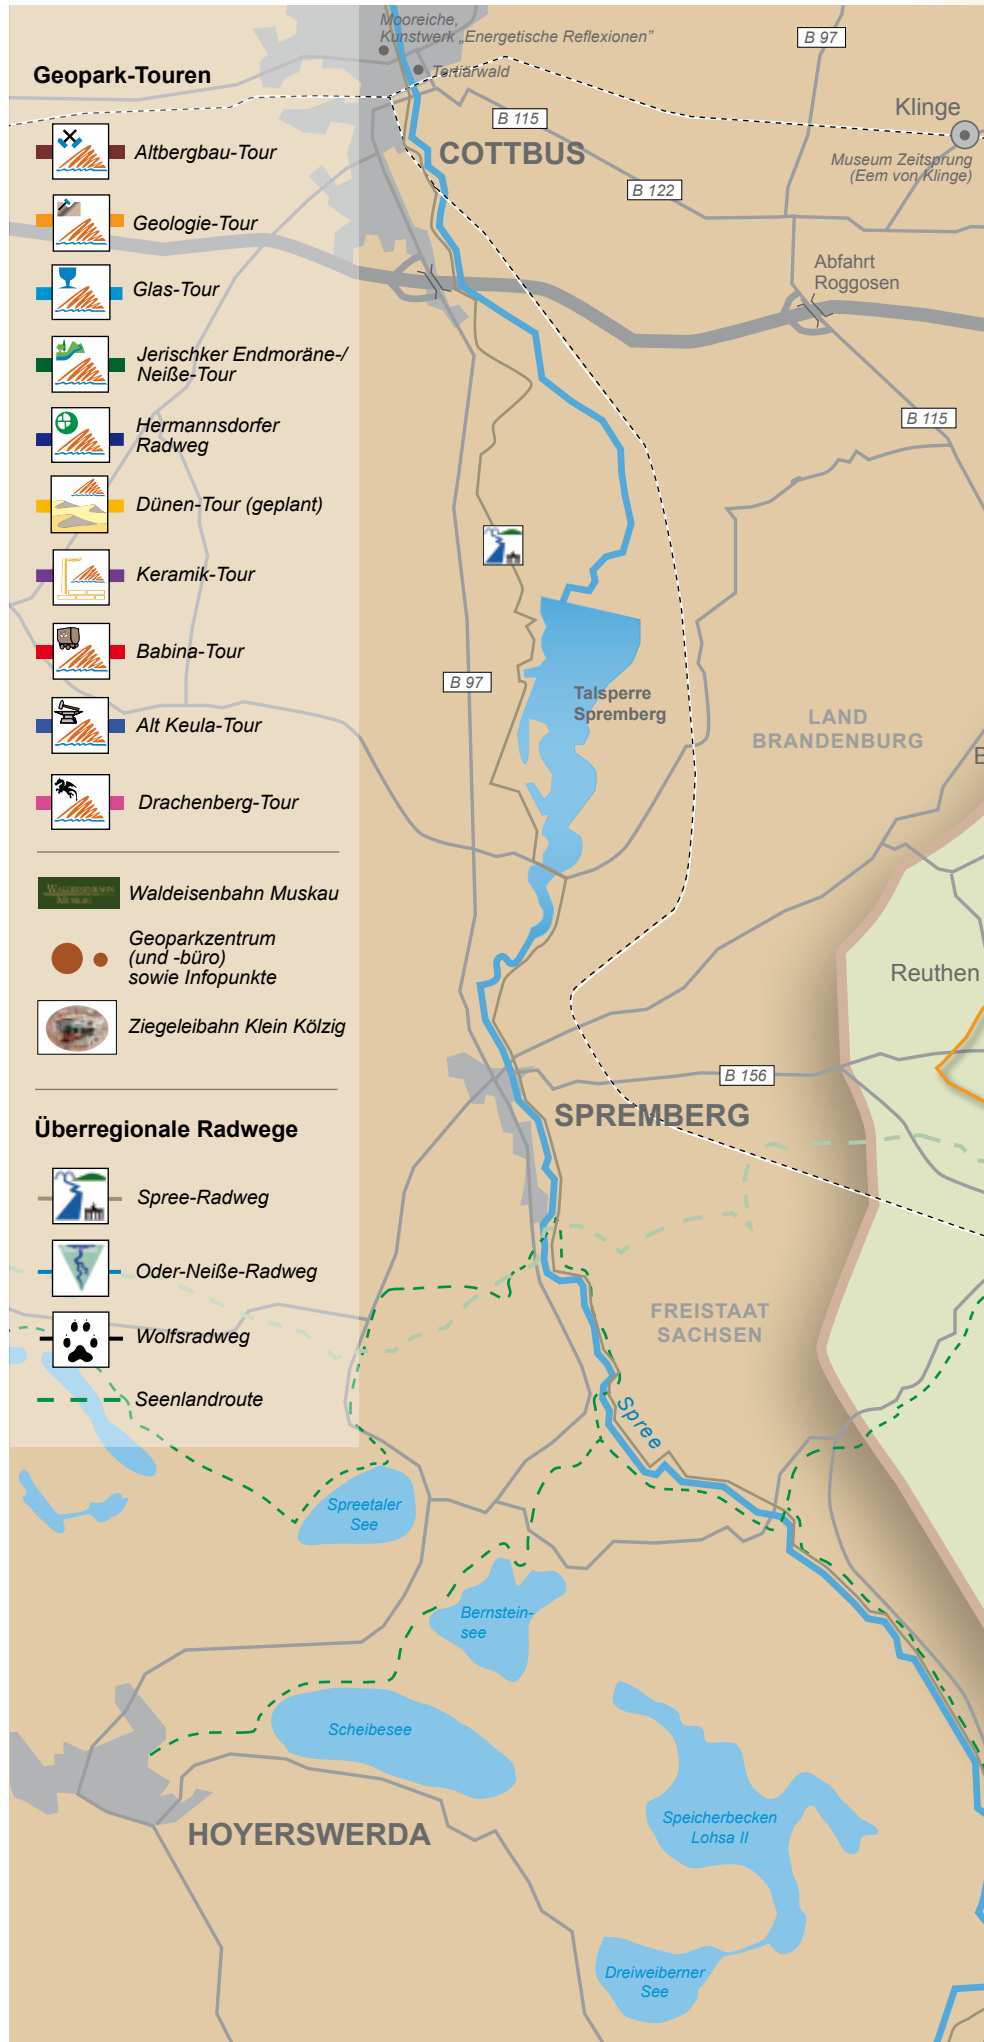 Mooreiche,
Kunstwerk „Energetische Reflexionen”
Tertiärwald
B 97
Klinge
Museum Zeitsprung
(Eem von Klinge)
B 115
COTTBUS
B 122
Abfahrt
Roggosen
B 115
Geopark-Touren
Altbergbau-Tour
Geologie-Tour
Glas-Tour
Jerischker Endmoräne-/
Neiße-Tour
Hermannsdorfer
Radweg
Dünen-Tour (geplant)
Keramik-Tour
Babina-Tour
Alt Keula-Tour
Drachenberg-Tour
WALDEISENBAHN
MUSKAU
Waldeisenbahn Muskau
Geoparkzentrum
(und -büro)
sowie Infopunkte
Ziegeleibahn Klein Kölzig
Überregionale Radwege
Spree-Radweg
Oder-Neiße-Radweg
Wolfsradweg
Seenlandroute
B 97
Talsperre
Spremberg
LAND
BRANDENBURG
Reuthen
B 156
SPREMBERG
FREISTAAT
SACHSEN
Spree
Spreetaler
See
Bernstein-
see
Scheibesee
HOYERSWERDA
Speicherbecken
Lohsa II
Dreiweiberner
See